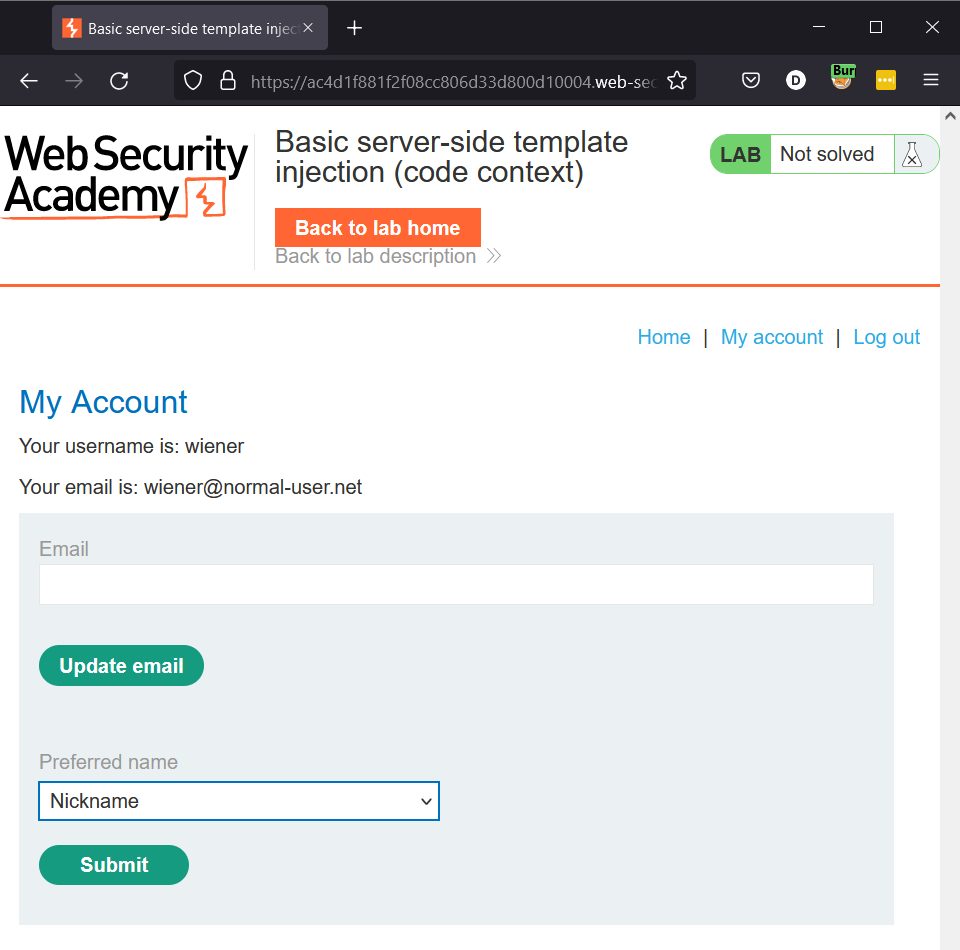 Basic server-side template injec
https://ac4d1f881f2f08cc806d33d800d10004.web-sec
D
Bur
Web Security
Academy
Basic server-side template
injection (code context)
LAB Not solved
Back to lab home
Back to lab description
Home | My account | Log out
My Account
Your username is: wiener
Your email is: wiener@normal-user.net
Email
Update email
Preferred name
Nickname
Submit